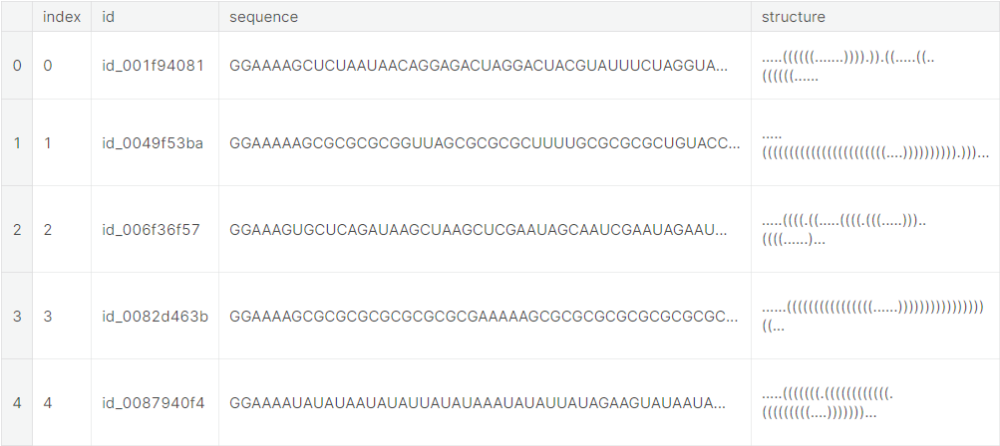 index id sequence structure
0 0 id_001f94081 GGAAAAGCUCUAAUAACAGGAGACUAGGACUACGUAUUUCUAGGUA... .....((((((.......)))).)).((.....((..
((((((......
1 1 id_0049f53ba GGAAAAAGCGCGCGCGGUUAGCGCGCGCUUUUGCGCGCGCUGUACC... .....
(((((((((((((((((((((((....)))))))))).)))...
2 2 id_006f36f57 GGAAAGUGCUCAGAUAAGCUAAGCUCGAAUAGCAAUCGAAUAGAAU... .....((((.((.....((((.(((.....)))..
((((......)...
3 3 id_0082d463b GGAAAAGCGCGCGCGCGCGCGCGAAAAAGCGCGCGCGCGCGCGCGC... ......((((((((((((((((......))))))))))))))))
((...
4 4 id_0087940f4 GGAAAAUAUAUAAUAUAUUAUAUAAAUAUAUUAUAGAAGUAUAAUA... .....(((((((.((((((((((((.
(((((((((....)))))))...